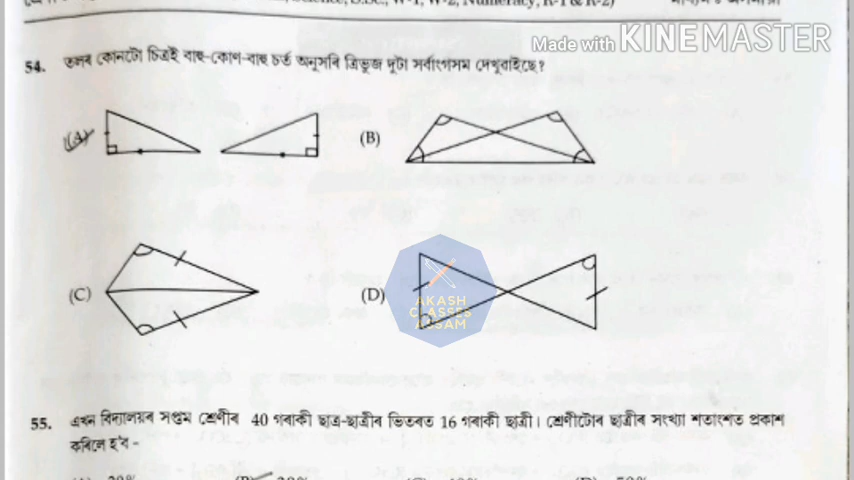 Made with KINEMASTER
54. তলৰ কোনটো চিত্ৰই বাহু-কোণ-বাহু চৰ্ত অনুসৰি ত্ৰিভুজ দুটা সৰ্বাংগসম দেখুবাইছে?
(A)
(B)
(C)
(D)
AKASH
CLASSES
ASSAM
55. এখন বিদ্যালয়ৰ সপ্তম শ্ৰেণীৰ 40 গৰাকী ছাত্ৰ-ছাত্ৰীৰ ভিতৰত 16 গৰাকী ছাত্ৰী। শ্ৰেণীটোৰ ছাত্ৰীৰ সংখ্যা শতাংশত প্ৰকাশ
কৰিলে হ'ব -